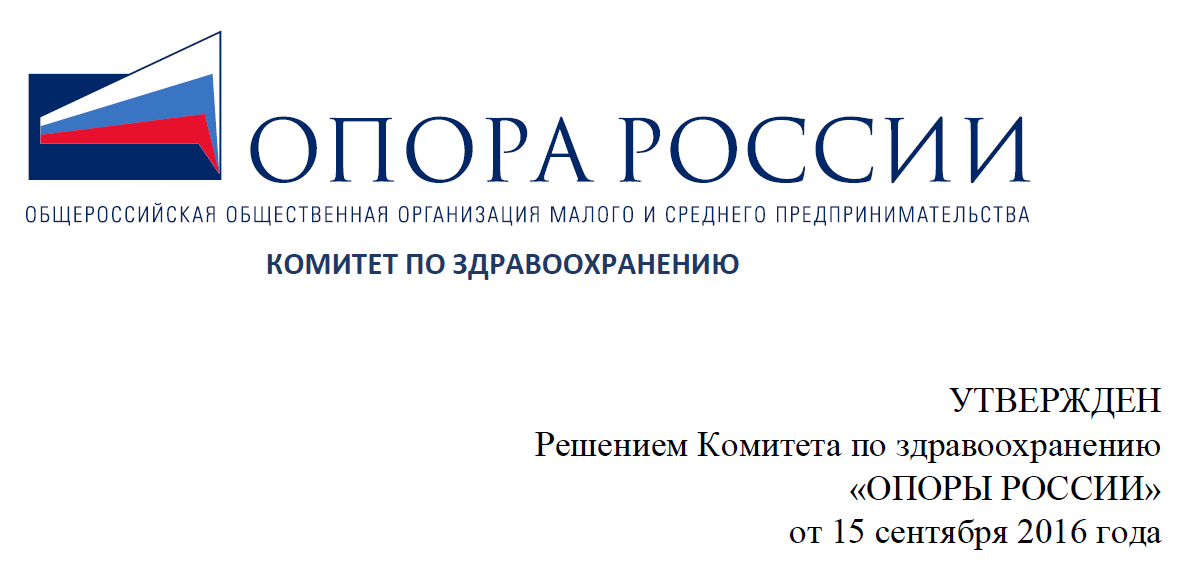 ОПОРА РОССИИ
ОБЩЕРОССИЙСКАЯ ОБЩЕСТВЕННАЯ ОРГАНИЗАЦИЯ МАЛОГО И СРЕДНЕГО ПРЕДПРИНИМАТЕЛЬСТВА
КОМИТЕТ ПО ЗДРАВООХРАНЕНИЮ
УТВЕРЖДЕН
Решением Комитета по здравоохранению
«ОПОРЫ РОССИИ»
от 15 сентября 2016 года